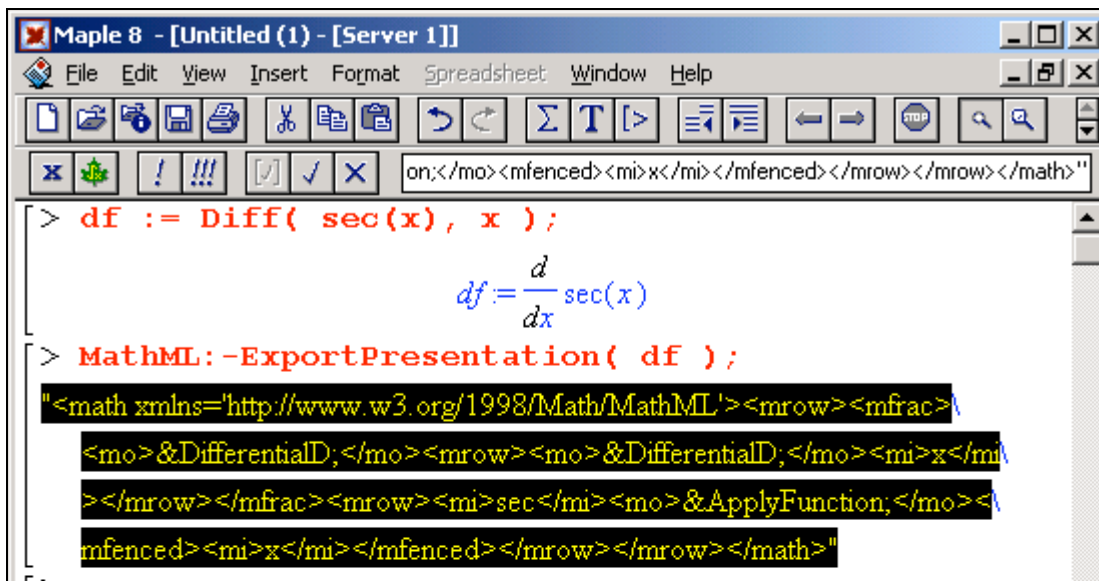 Maple 8 - [Untitled (1) - [Server 1]]
File Edit View Insert Format Spreadsheet Window Help
Σ T [> STOP
x ! !!! [√] √ X on;</mo><mfenced><mi>x</mi></mfenced></mrow></mrow></math>"
[> df := Diff( sec(x), x );
df := d/dx sec(x)
[> MathML:-ExportPresentation( df );
"<math xmlns='http://www.w3.org/1998/Math/MathML'><mrow><mfrac>\
<mo>&DifferentialD;</mo><mrow><mo>&DifferentialD;</mo><mi>x</mi\
></mrow></mfrac><mrow><mi>sec</mi><mo>&ApplyFunction;</mo><\
mfenced><mi>x</mi></mfenced></mrow></mrow></math>"